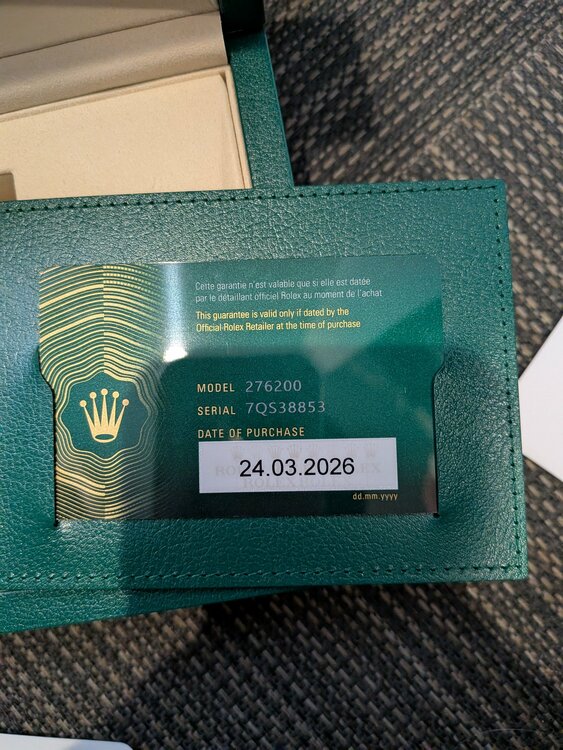 Cette garantie n'est valable que si elle est datée
par le détaillant officiel Rolex au moment de l'achat
This guarantee is valid only if dated by the
Official Rolex Retailer at the time of purchase
MODEL 276200
SERIAL 7QS38853
DATE OF PURCHASE
24.03.2026
dd.mm.yyyy